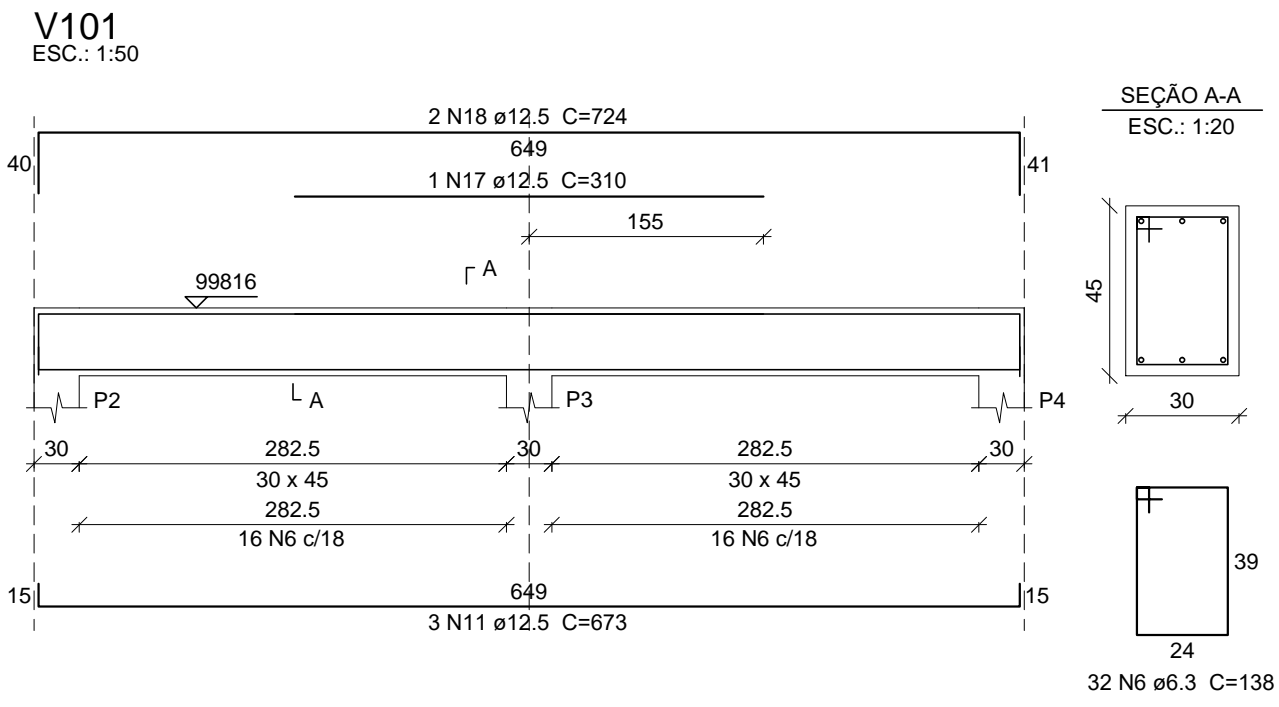 V101
ESC.: 1:50
2 N18 ø12.5 C=724
40 649 41
1 N17 ø12.5 C=310
155
A
99816
P2 A P3 P4
30 282.5 30 282.5 30
30 x 45 30 x 45
282.5 282.5
16 N6 c/18 16 N6 c/18
15 649 15
3 N11 ø12.5 C=673
SEÇÃO A-A
ESC.: 1:20
45
30
39
24
32 N6 ø6.3 C=138